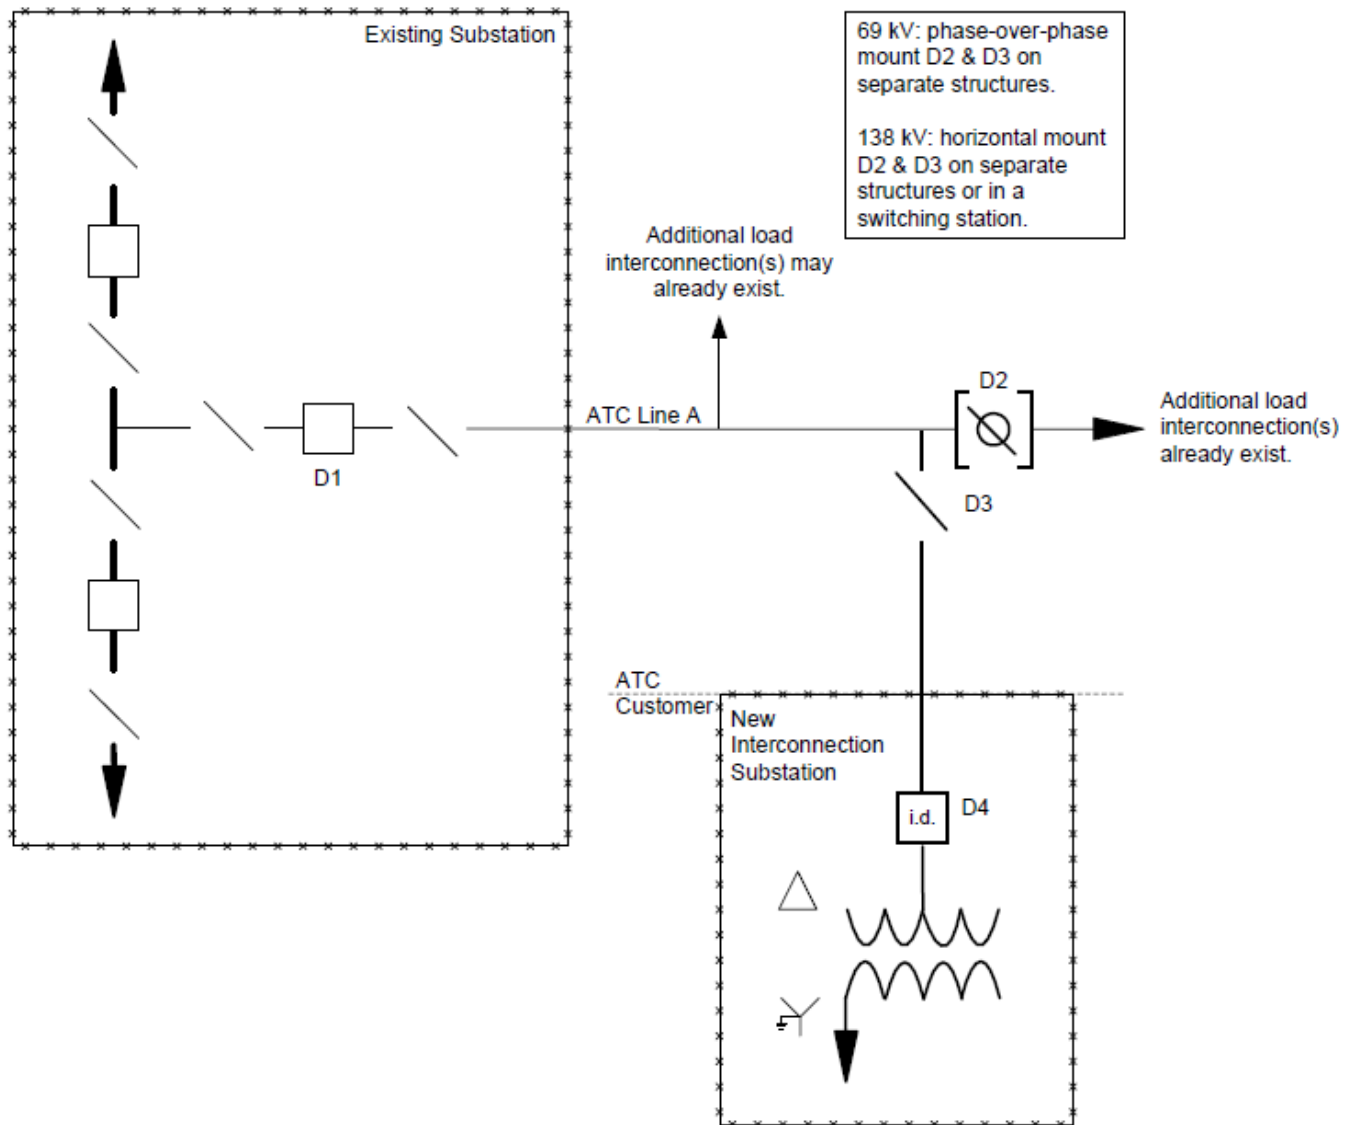 Existing Substation
69 kV: phase-over-phase
mount D2 & D3 on
separate structures.
138 kV: horizontal mount
D2 & D3 on separate
structures or in a
switching station.
Additional load
interconnection(s) may
already exist.
D2
Additional load
interconnection(s)
already exist.
ATC Line A
D1
D3
ATC
Customer
New
Interconnection
Substation
i.d.
D4